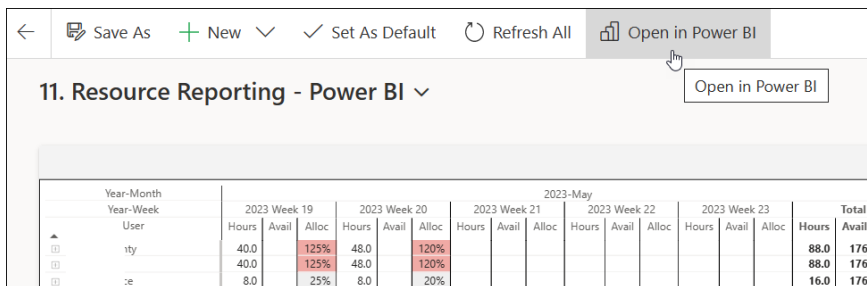 Save As New Set As Default Refresh All Open in Power BI
11. Resource Reporting - Power BI
Open in Power BI
Year-Month 2023-May
Year-Week 2023 Week 19 2023 Week 20 2023 Week 21 2023 Week 22 2023 Week 23 Total
User Hours Avail Alloc Hours Avail Alloc Hours Avail Alloc Hours Avail Alloc Hours Avail Alloc Hours Avail
40.0 125% 48.0 120% 88.0 176
40.0 125% 48.0 120% 88.0 176
8.0 25% 8.0 20% 16.0 176